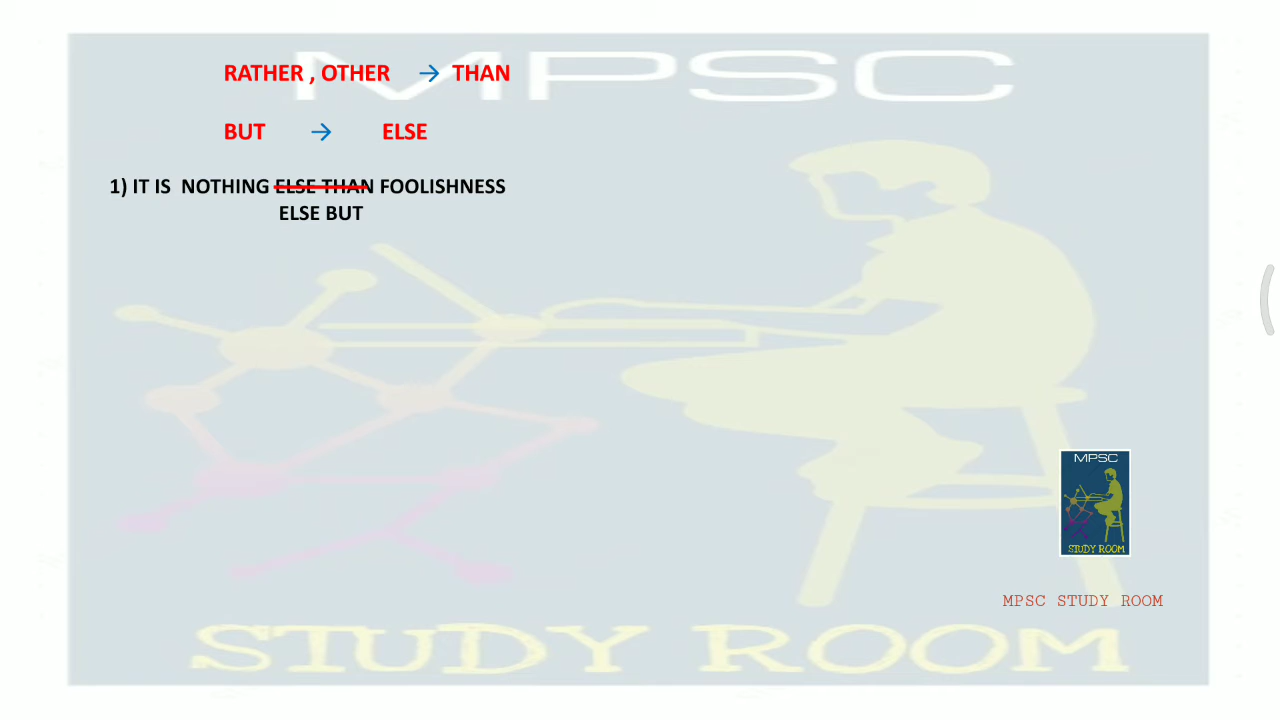 MPSC
RATHER , OTHER → THAN
BUT → ELSE
1) IT IS NOTHING ELSE THAN FOOLISHNESS
ELSE BUT
MPSC
STUDY ROOM
MPSC STUDY ROOM
STUDY ROOM